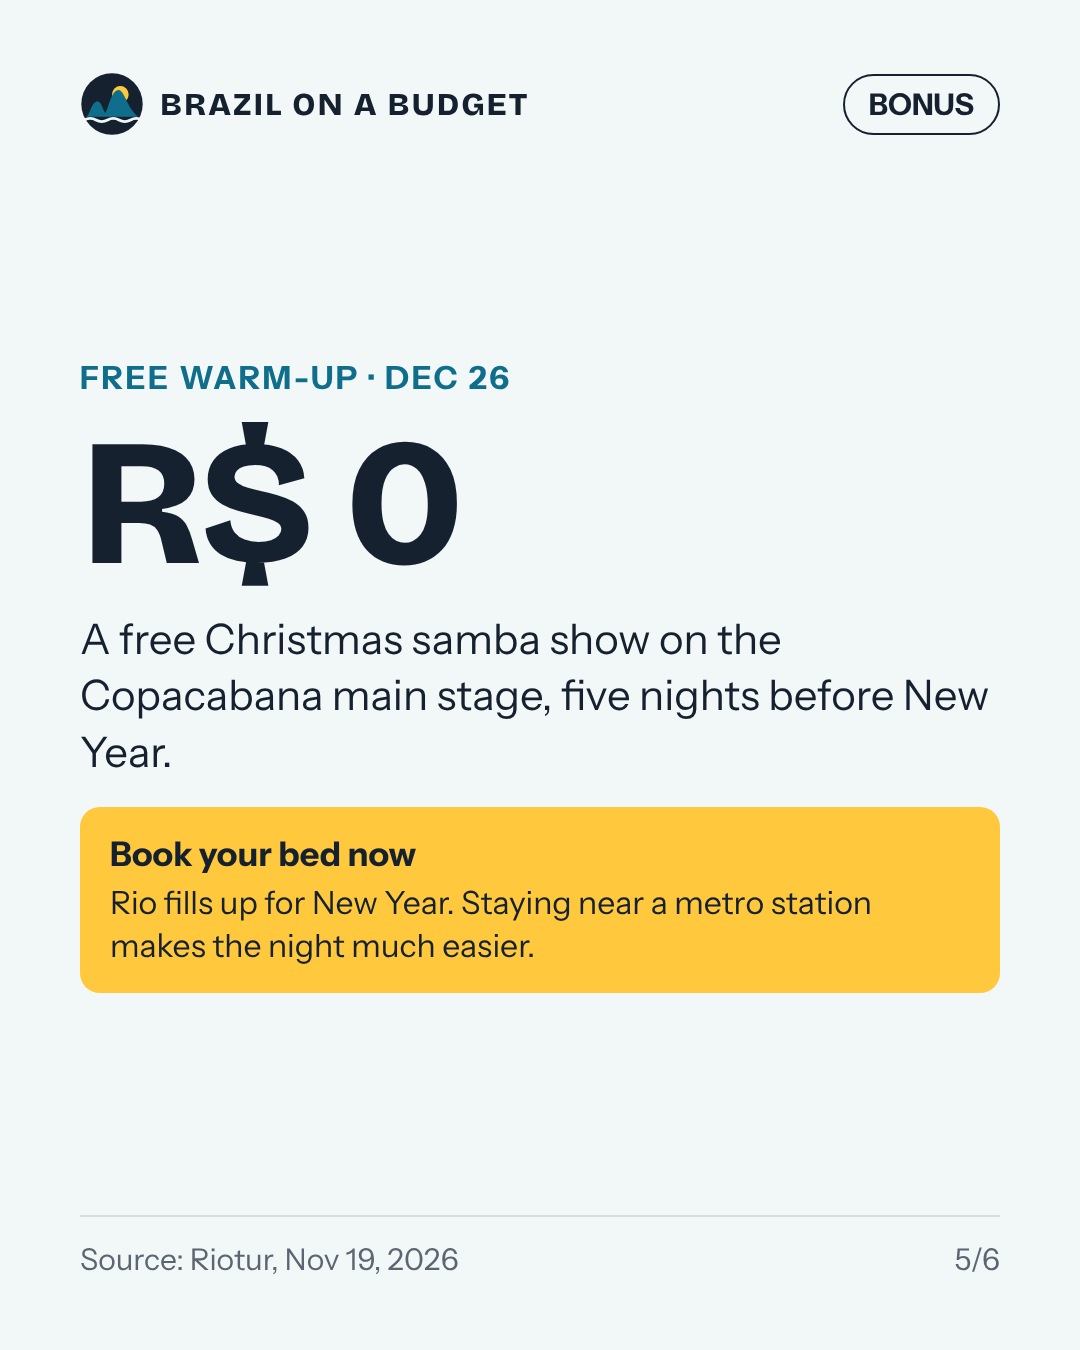 BRAZIL ON A BUDGET
BONUS
FREE WARM-UP · DEC 26
R$ 0
A free Christmas samba show on the
Copacabana main stage, five nights before New
Year.
Book your bed now
Rio fills up for New Year. Staying near a metro station
makes the night much easier.
Source: Riotur, Nov 19, 2026
5/6